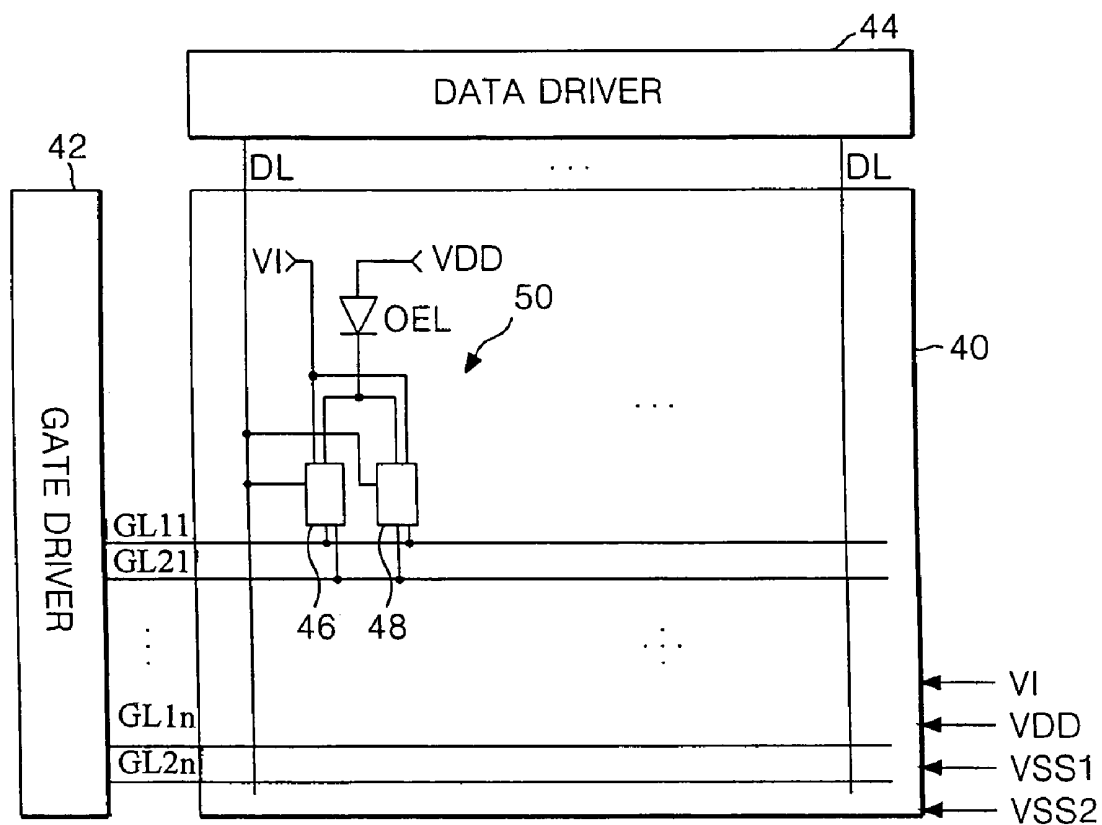 44
DATA DRIVER
42
DL
. . .
DL
VI
VDD
50
OEL
40
. . .
GATE DRIVER
GL11
GL21
46
48
GL1n
GL2n
VI
VDD
VSS1
VSS2